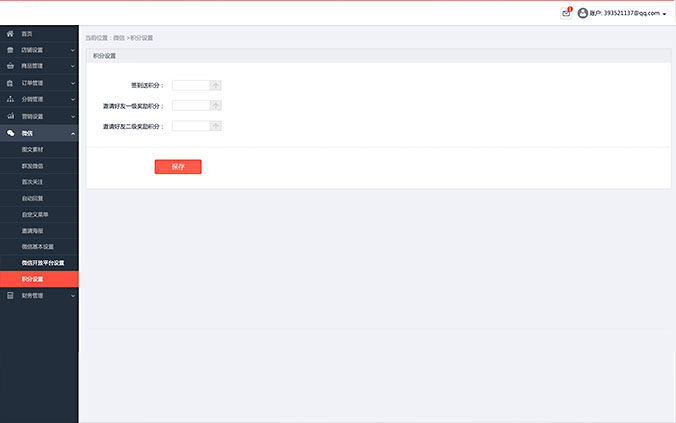 1
账户: 393521137@qq.com
首页
店铺设置
商品管理
订单管理
分销管理
营销设置
微信
图文素材
群发微信
首次关注
自动回复
自定义菜单
邀请海报
微信基本设置
微信开放平台设置
积分设置
财务管理
当前位置：微信 >积分设置
积分设置
签到送积分：
邀请好友一级奖励积分：
邀请好友二级奖励积分：
保存